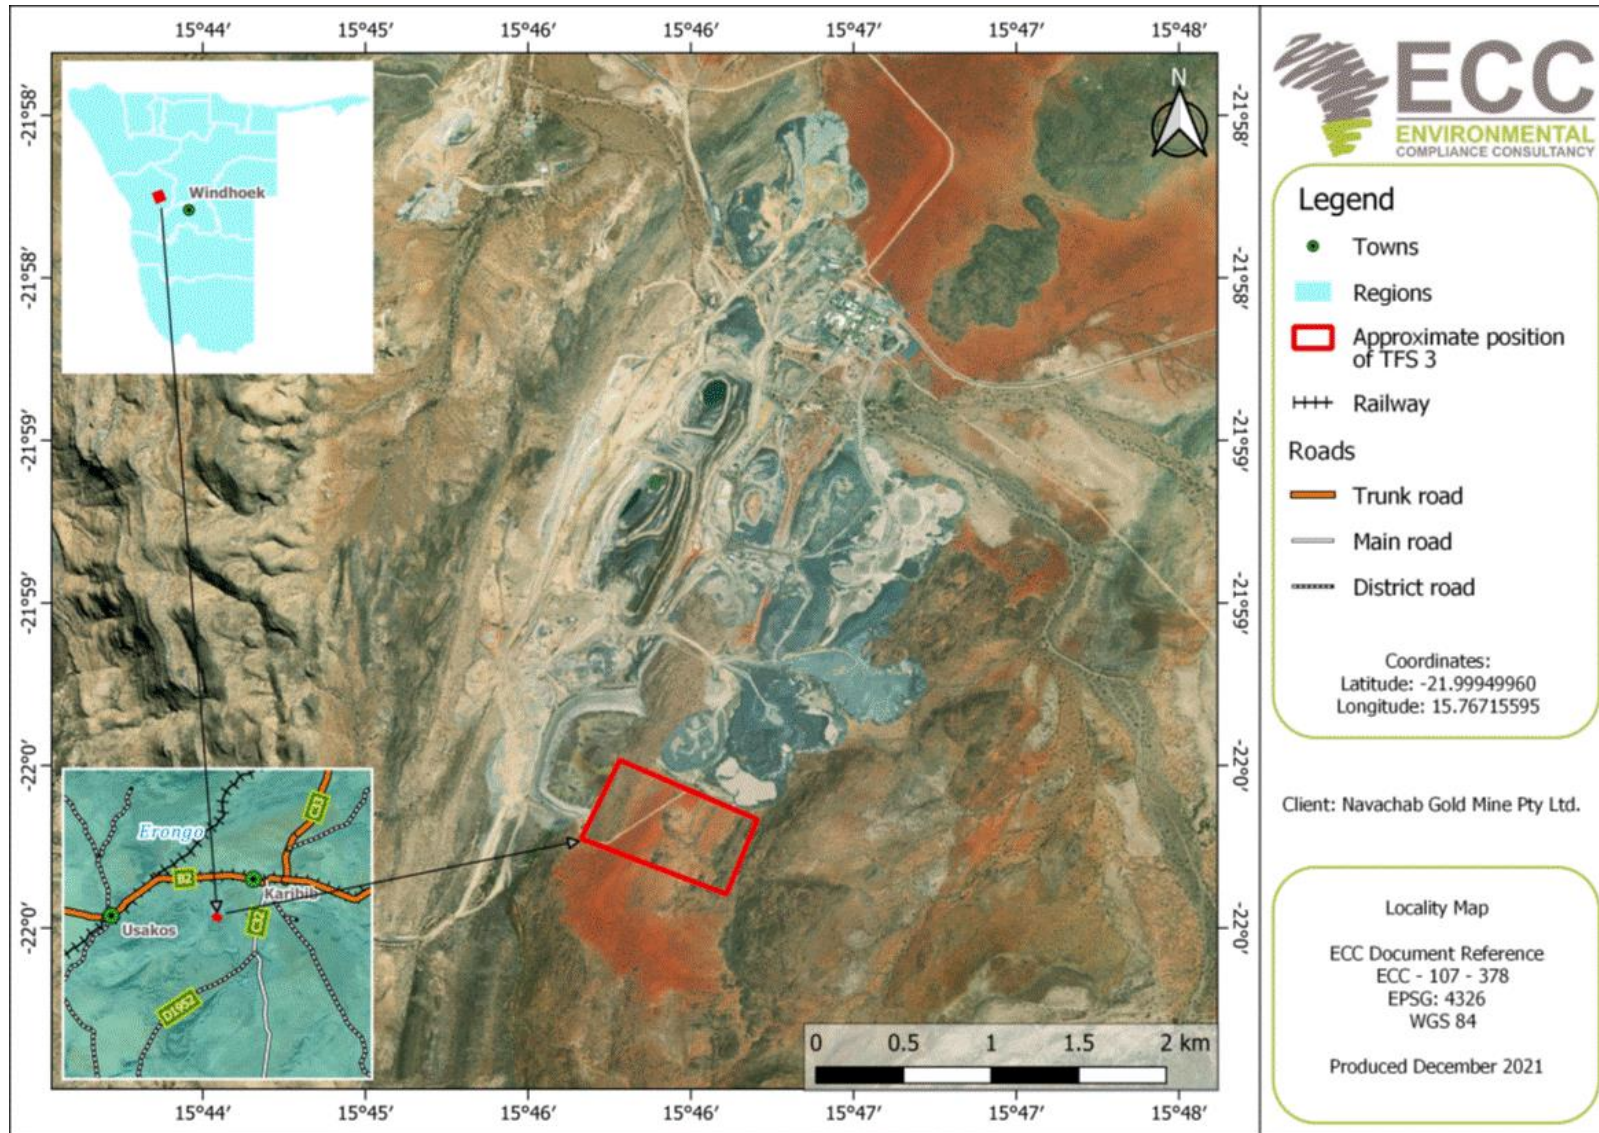 15°44′ 15°45′ 15°46′ 15°46′ 15°47′ 15°47′ 15°48′
-21°58′ -21°58′ -21°59′ -21°59′ -22°0′ -22°0′
Windhoek
N
Erongo
C33
B2
Karibib
Usakos
C32
D1952
0 0.5 1 1.5 2 km
-21°58′ -21°58′ -21°59′ -21°59′ -22°0′ -22°0′
15°44′ 15°45′ 15°46′ 15°46′ 15°47′ 15°47′ 15°48′
ECC
ENVIRONMENTAL
COMPLIANCE CONSULTANCY
Legend
Towns
Regions
Approximate position
of TFS 3
Railway
Roads
Trunk road
Main road
District road
Coordinates:
Latitude: -21.99949960
Longitude: 15.76715595
Client: Navachab Gold Mine Pty Ltd.
Locality Map
ECC Document Reference
ECC - 107 - 378
EPSG: 4326
WGS 84
Produced December 2021